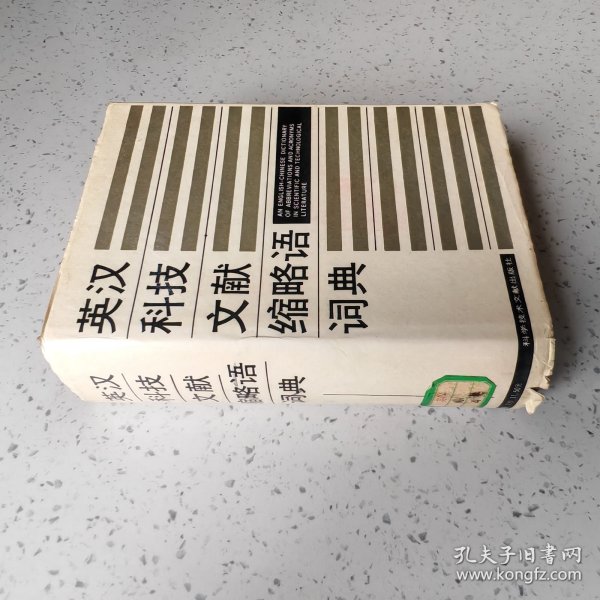 英汉
科技
文献
缩略语
词典
AN ENGLISH-CHINESE DICTIONARY
OF ABBREVIATIONS AND ACRONYMS
IN SCIENTIFIC AND TECHNOLOGICAL
LITERATURE
科学技术文献出版社
英汉
科技
文献
缩略语
词典
孔夫子旧书网
www.kongfz.com